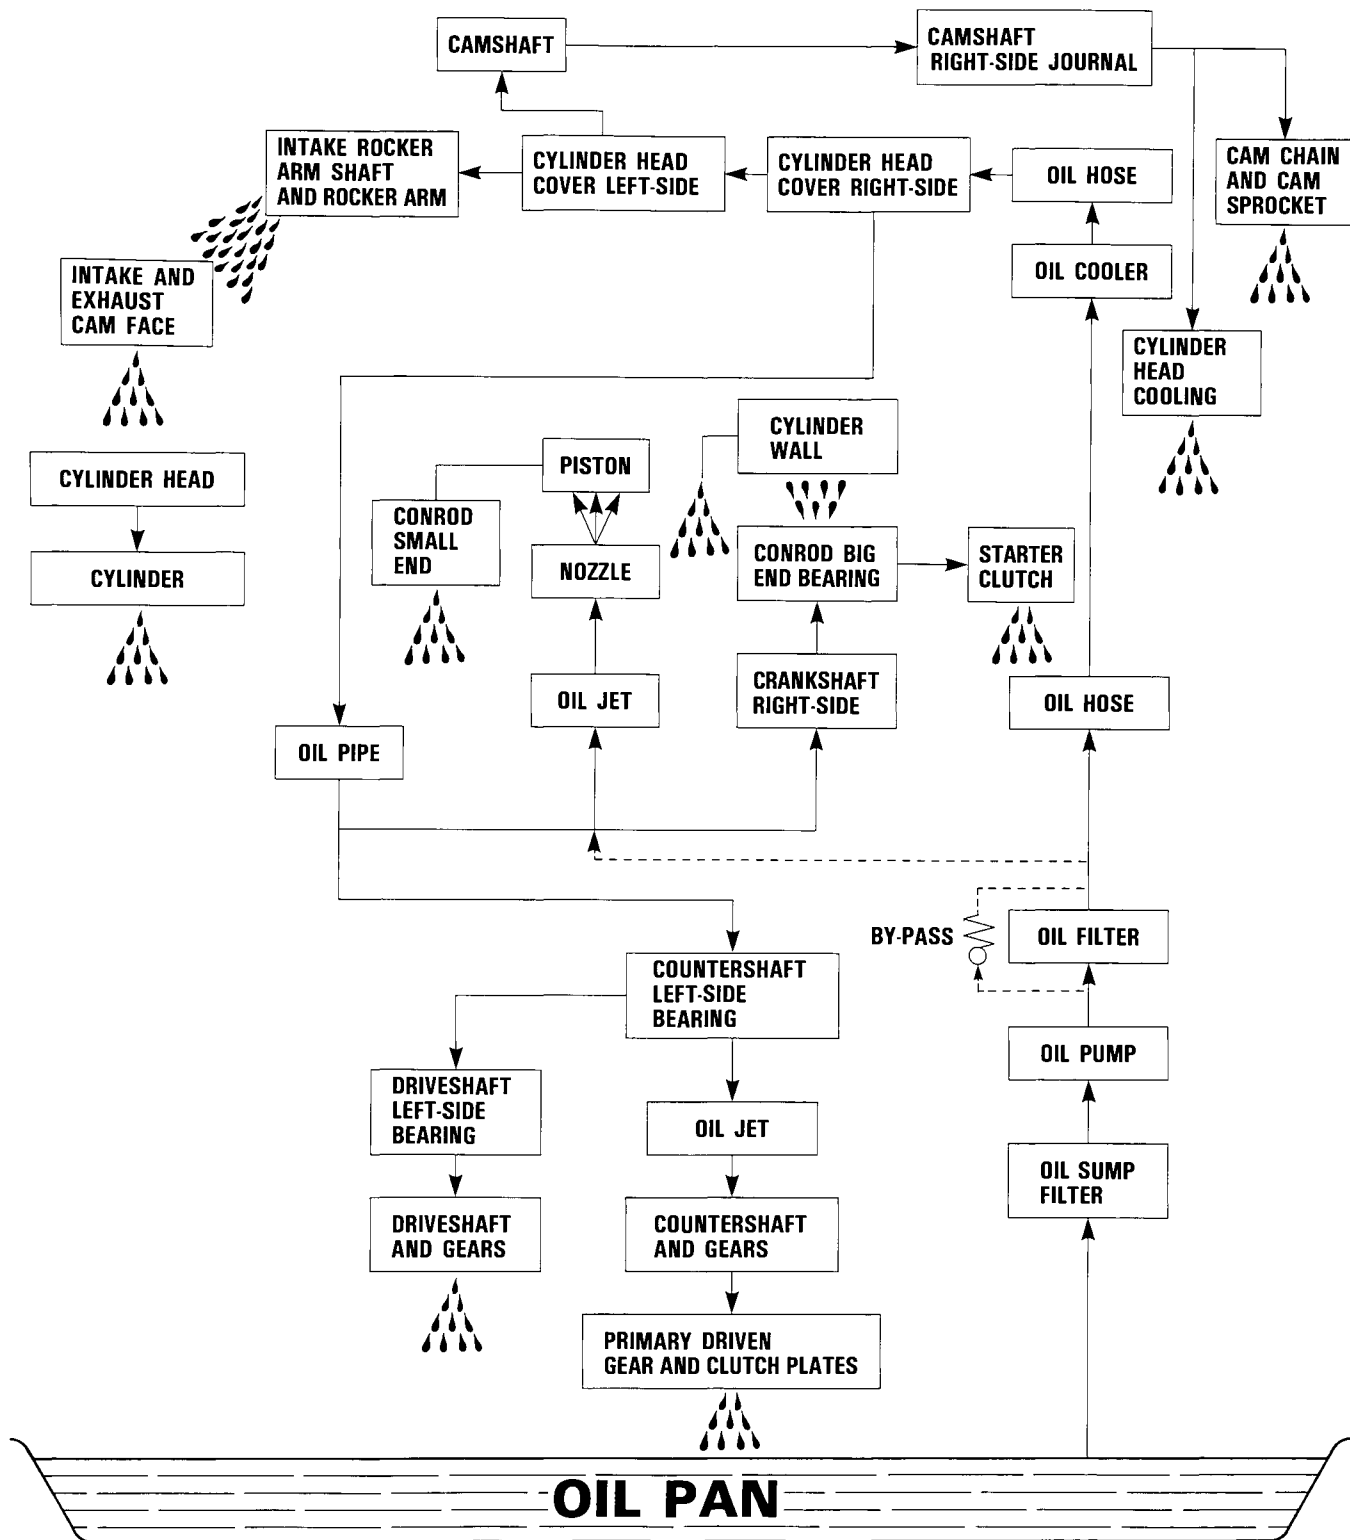 CAMSHAFT
CAMSHAFT
RIGHT-SIDE JOURNAL
INTAKE ROCKER
ARM SHAFT
AND ROCKER ARM
CYLINDER HEAD
COVER LEFT-SIDE
CYLINDER HEAD
COVER RIGHT-SIDE
OIL HOSE
CAM CHAIN
AND CAM
SPROCKET
INTAKE AND
EXHAUST
CAM FACE
OIL COOLER
CYLINDER
HEAD
COOLING
CYLINDER HEAD
CYLINDER
PISTON
CYLINDER
WALL
CONROD
SMALL
END
NOZZLE
CONROD BIG
END BEARING
STARTER
CLUTCH
OIL JET
CRANKSHAFT
RIGHT-SIDE
OIL HOSE
OIL PIPE
BY-PASS
OIL FILTER
COUNTERSHAFT
LEFT-SIDE
BEARING
OIL PUMP
DRIVESHAFT
LEFT-SIDE
BEARING
OIL JET
OIL SUMP
FILTER
DRIVESHAFT
AND GEARS
COUNTERSHAFT
AND GEARS
PRIMARY DRIVEN
GEAR AND CLUTCH PLATES
OIL PAN